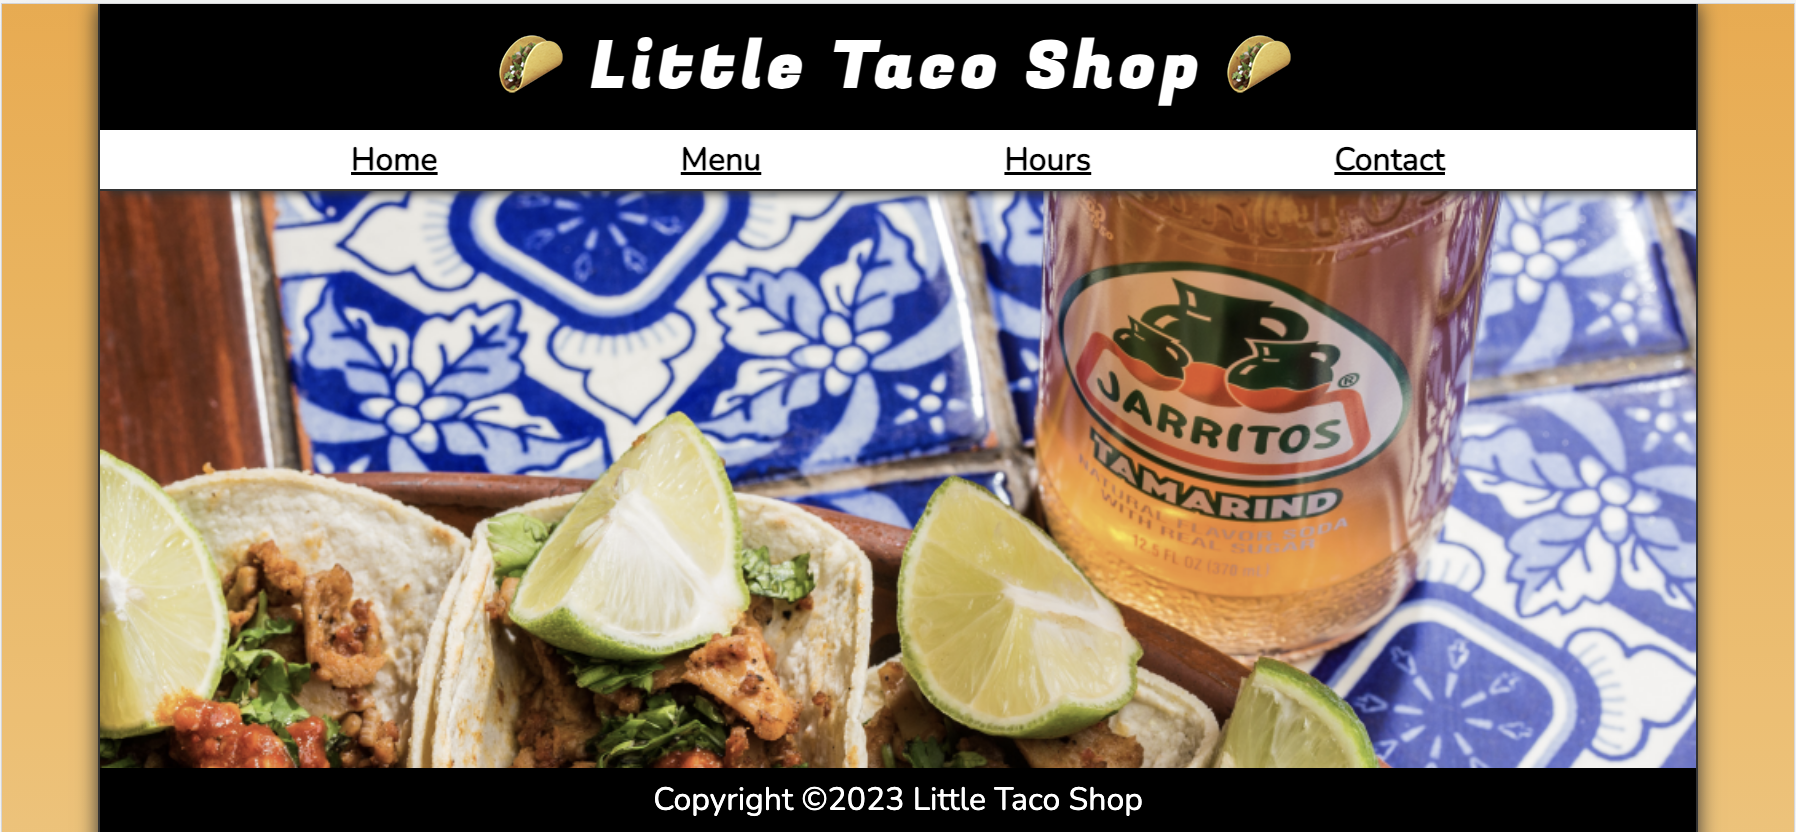 🌮 Little Taco Shop 🌮
Home Menu Hours Contact
JARRITOS®
TAMARIND
NATURAL FLAVOR SODA
WITH REAL SUGAR
12.5 FL OZ (370 mL)
Copyright ©2023 Little Taco Shop